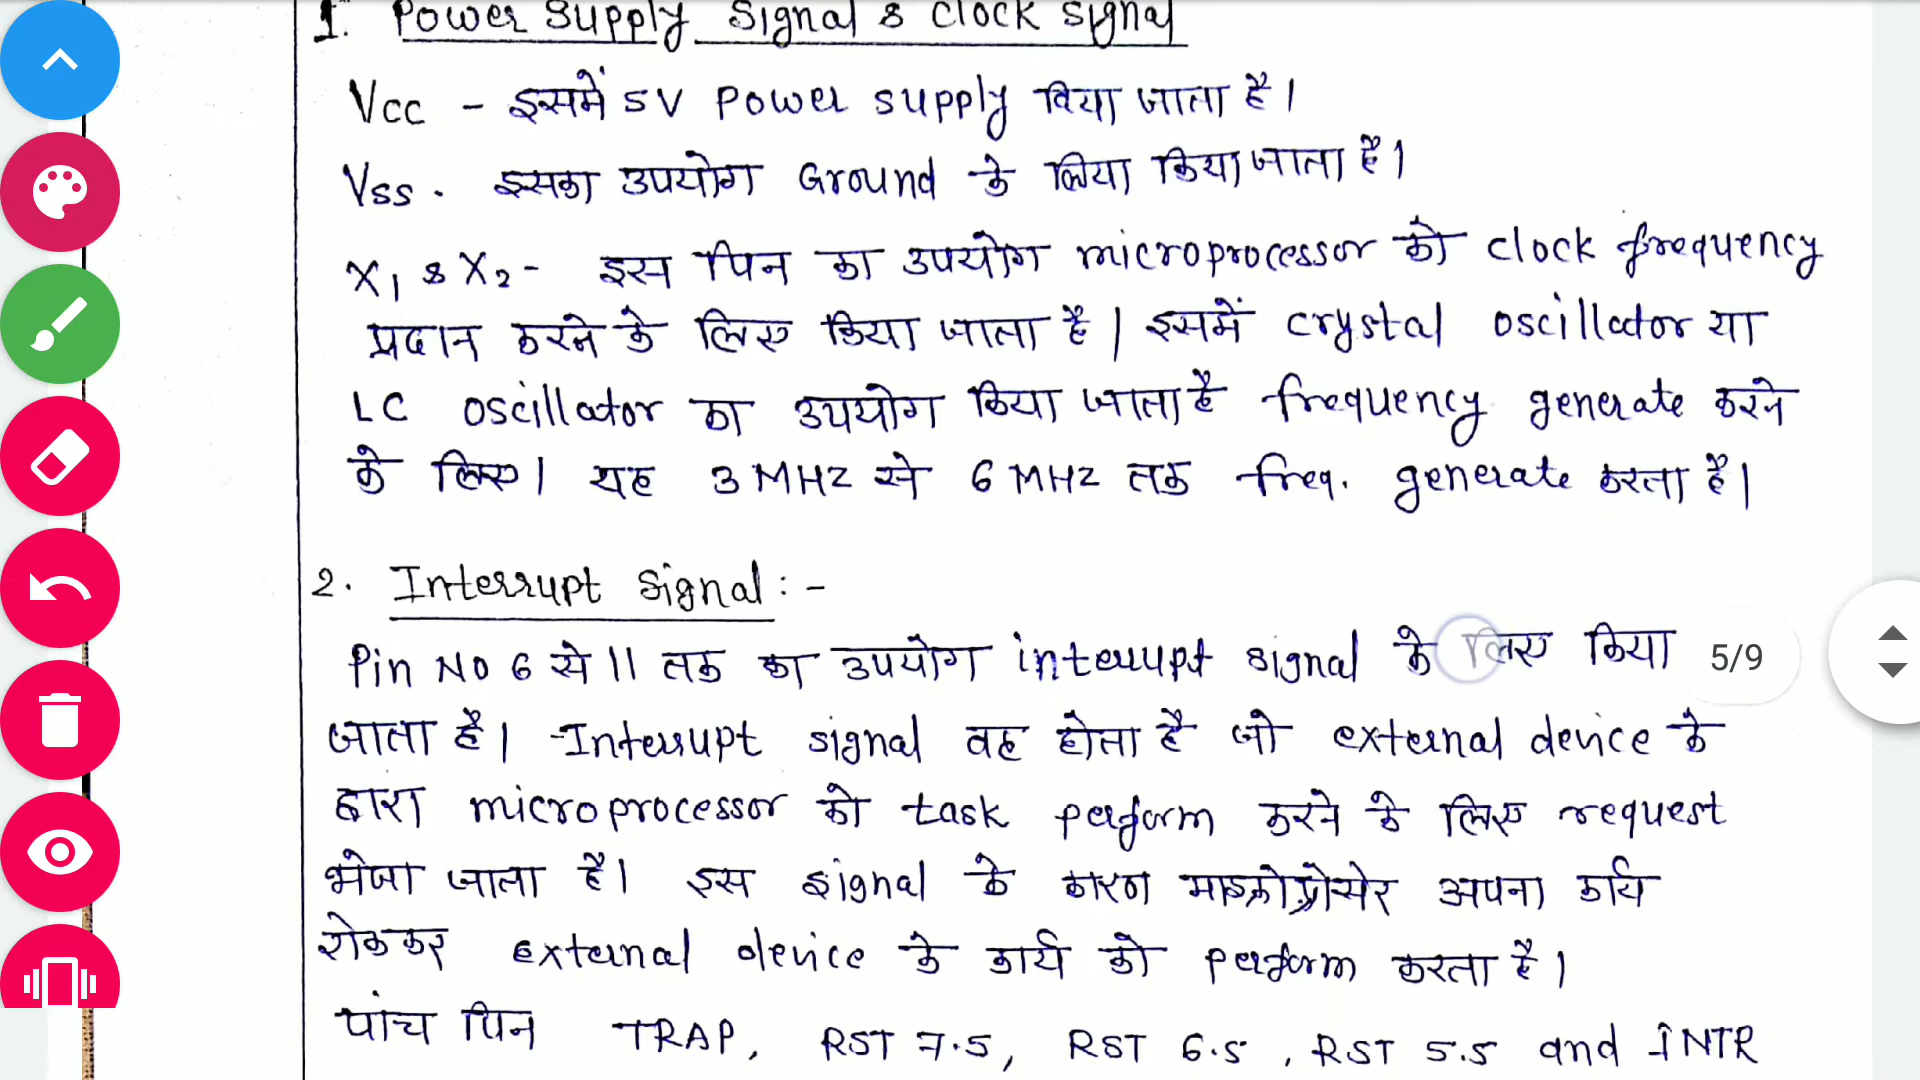 1. Power Supply Signal & Clock Signal
Vcc - इसमें 5V Power supply दिया जाता है।
Vss. इसका उपयोग Ground के लिया किया जाता है।
X1 & X2 - इस पिन का उपयोग microprocessor को clock frequency
प्रदान करने के लिए किया जाता है। इसमें crystal oscillator या
LC oscillator का उपयोग किया जाता है frequency generate करने
के लिए। यह 3 MHZ से 6 MHZ तक freq. generate करता है।
2. Interrupt Signal : -
Pin No 6 से 11 तक का उपयोग interrupt signal के लिए किया
5/9
जाता है। Interrupt signal वह होता है जो external device के
द्वारा microprocessor को task perform करने के लिए request
भेजा जाता है। इस signal के कारण माइक्रोप्रोसेर अपना कार्य
रोककर external device के कार्य को perform करता है।
पांच पिन TRAP, RST 7.5, RST 6.5, RST 5.5 and INTR